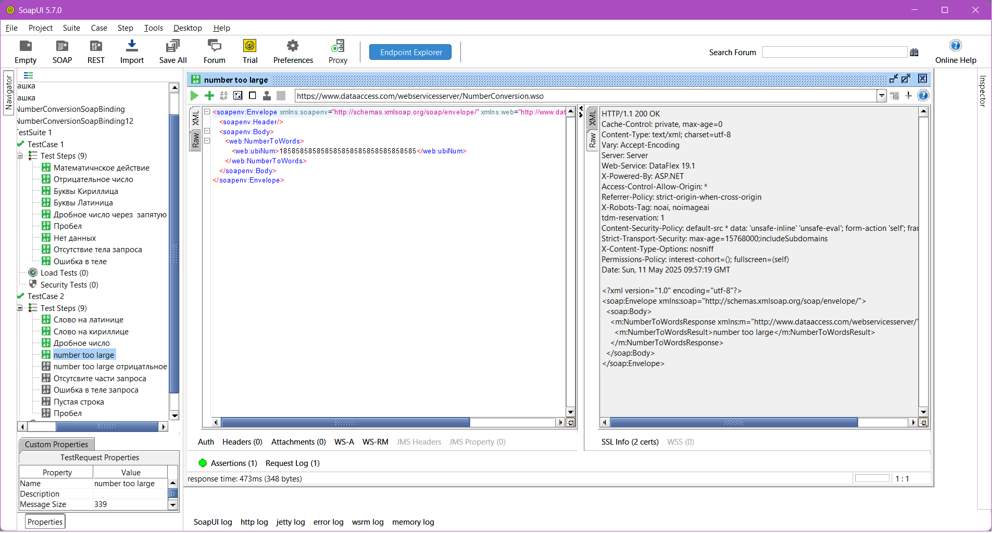 SoapUI 5.7.0
File Project Suite Case Step Tools Desktop Help
Empty SOAP REST Import Save All Forum Trial Preferences Proxy Endpoint Explorer Search Forum Online Help
Navigator
ашка
ашка
NumberConversionSoapBinding
NumberConversionSoapBinding12
TestSuite 1
TestCase 1
Test Steps (9)
Математичнское действие
Отрицательное число
Буквы Кириллица
Буквы Латиница
Дробное число через запятую
Пробел
Нет данных
Отсутствие тела запроса
Ошибка в теле
Load Tests (0)
Security Tests (0)
TestCase 2
Test Steps (9)
Слово на латинице
Слово на кириллице
Дробное число
number too large
number too large отрицатльное
Отсутсвите части запроса
Ошибка в теле запроса
Пустая строка
Пробел
Custom Properties
TestRequest Properties
Property Value
Name number too large
Description
Message Size 339
Properties
number too large
https://www.dataaccess.com/webservicesserver/NumberConversion.wso
XML
Raw
<soapenv:Envelope xmlns:soapenv="http://schemas.xmlsoap.org/soap/envelope/" xmlns:web="http://www.dat
<soapenv:Header/>
<soapenv:Body>
<web:NumberToWords>
<web:ubiNum>185858585858585858585858585858585</web:ubiNum>
</web:NumberToWords>
</soapenv:Body>
</soapenv:Envelope>
XML
Raw
HTTP/1.1 200 OK
Cache-Control: private, max-age=0
Content-Type: text/xml; charset=utf-8
Vary: Accept-Encoding
Server: Server
Web-Service: DataFlex 19.1
X-Powered-By: ASP.NET
Access-Control-Allow-Origin: *
Referrer-Policy: strict-origin-when-cross-origin
X-Robots-Tag: noai, noimageai
tdm-reservation: 1
Content-Security-Policy: default-src * data: 'unsafe-inline' 'unsafe-eval'; form-action 'self'; frai
Strict-Transport-Security: max-age=15768000;includeSubdomains
X-Content-Type-Options: nosniff
Permissions-Policy: interest-cohort=(); fullscreen=(self)
Date: Sun, 11 May 2025 09:57:19 GMT
<?xml version="1.0" encoding="utf-8"?>
<soap:Envelope xmlns:soap="http://schemas.xmlsoap.org/soap/envelope/">
<soap:Body>
<m:NumberToWordsResponse xmlns:m="http://www.dataaccess.com/webservicesserver/"
<m:NumberToWordsResult>number too large</m:NumberToWordsResult>
</m:NumberToWordsResponse>
</soap:Body>
</soap:Envelope>
Auth Headers (0) Attachments (0) WS-A WS-RM JMS Headers JMS Property (0)
SSL Info (2 certs) WSS (0)
Assertions (1) Request Log (1)
response time: 473ms (348 bytes)
1 : 1
SoapUI log http log jetty log error log wsrm log memory log
Inspector